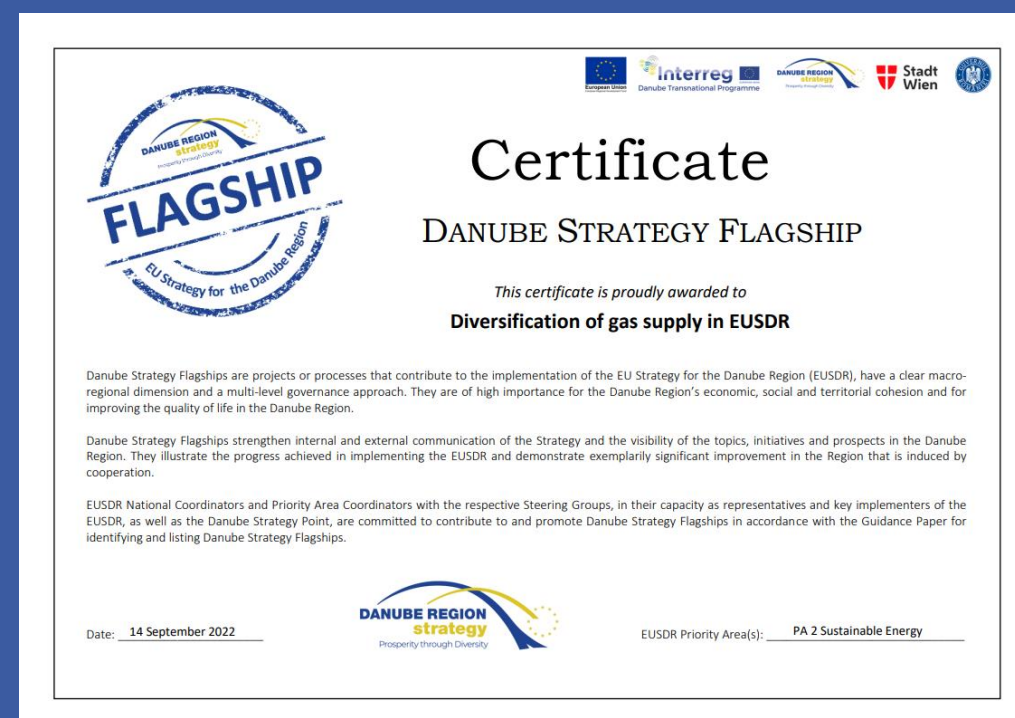 European Union
Interreg
Danube Transnational Programme
DANUBE REGION
strategy
Prosperity through Diversity
Stadt
Wien
DANUBE REGION
strategy
Prosperity through Diversity
FLAGSHIP
EU Strategy for the Danube Region
Certificate
DANUBE STRATEGY FLAGSHIP
This certificate is proudly awarded to
Diversification of gas supply in EUSDR
Danube Strategy Flagships are projects or processes that contribute to the implementation of the EU Strategy for the Danube Region (EUSDR), have a clear macro-
regional dimension and a multi-level governance approach. They are of high importance for the Danube Region's economic, social and territorial cohesion and for
improving the quality of life in the Danube Region.
Danube Strategy Flagships strengthen internal and external communication of the Strategy and the visibility of the topics, initiatives and prospects in the Danube
Region. They illustrate the progress achieved in implementing the EUSDR and demonstrate exemplarily significant improvement in the Region that is induced by
cooperation.
EUSDR National Coordinators and Priority Area Coordinators with the respective Steering Groups, in their capacity as representatives and key implementers of the
EUSDR, as well as the Danube Strategy Point, are committed to contribute to and promote Danube Strategy Flagships in accordance with the Guidance Paper for
identifying and listing Danube Strategy Flagships.
Date: 14 September 2022
DANUBE REGION
strategy
Prosperity through Diversity
EUSDR Priority Area(s): PA 2 Sustainable Energy